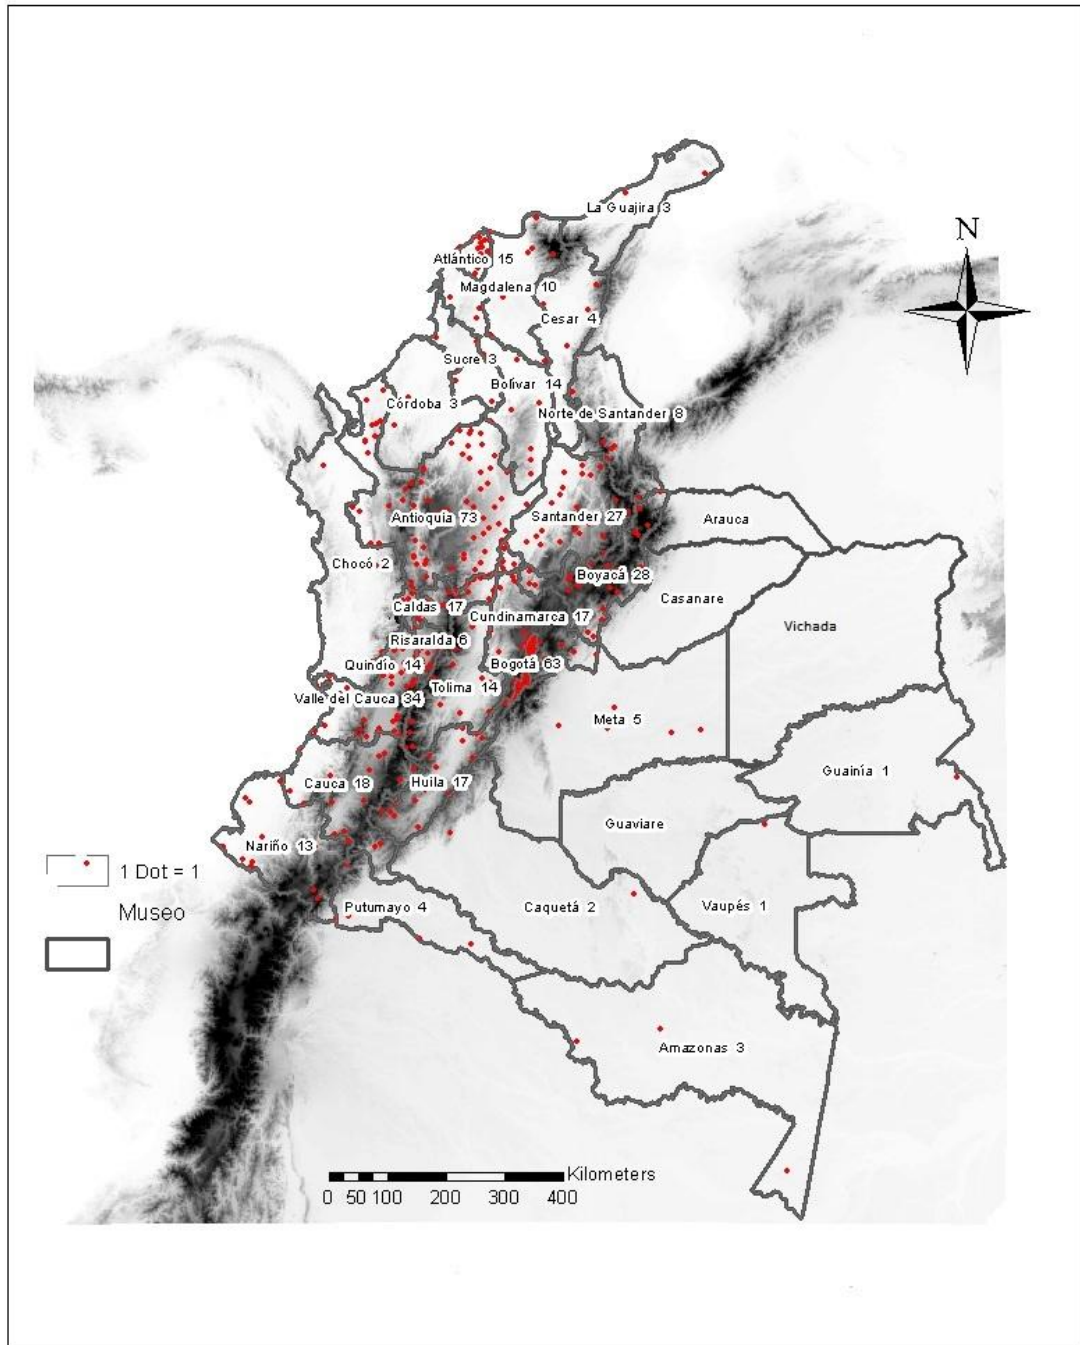 N
La Guajira 3
Atlántico 15
Magdalena 10
Cesar 4
Sucre 3
Bolívar 14
Córdoba 3
Norte de Santander 8
Antioquía 73
Santander 27
Arauca
Chocó 2
Boyacá 28
Casanare
Caldas 17
Cundinamarca 17
Vichada
Risaralda 6
Quindío 14
Bogotá 63
Tolima 14
Valle del Cauca 34
Meta 5
Guainía 1
Cauca 18
Huila 17
Guaviare
Nariño 13
1 Dot = 1
Museo
Putumayo 4
Caquetá 2
Vaupés 1
Amazonas 3
Kilometers
0 50 100 200 300 400